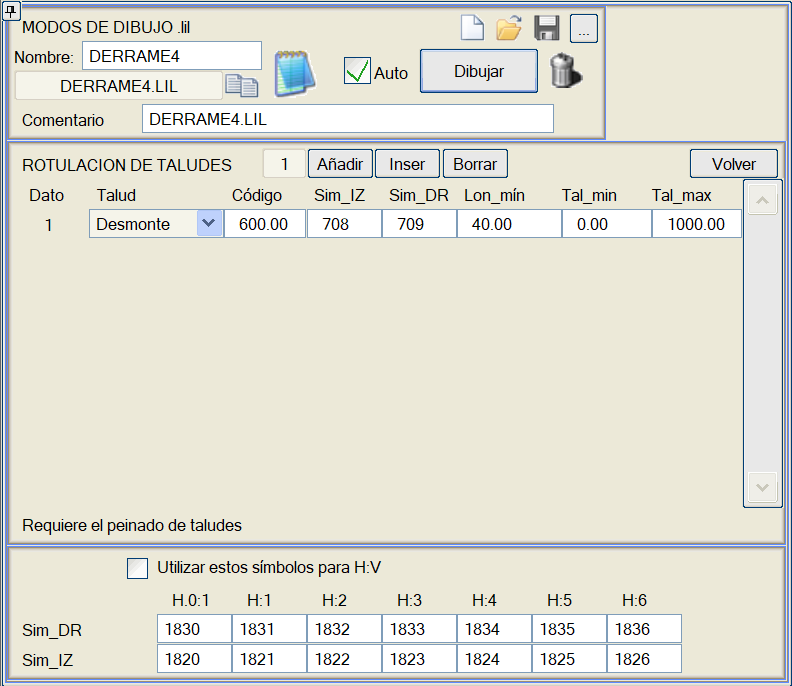 MODOS DE DIBUJO .lil
...
Nombre: DERRAME4
DERRAME4.LIL
Auto
Dibujar
Comentario DERRAME4.LIL
ROTULACION DE TALUDES 1 Añadir Inser Borrar Volver
Dato Talud Código Sim_IZ Sim_DR Lon_mín Tal_min Tal_max
1 Desmonte 600.00 708 709 40.00 0.00 1000.00
Requiere el peinado de taludes
Utilizar estos símbolos para H:V
H.0:1 H:1 H:2 H:3 H:4 H:5 H:6
Sim_DR 1830 1831 1832 1833 1834 1835 1836
Sim_IZ 1820 1821 1822 1823 1824 1825 1826